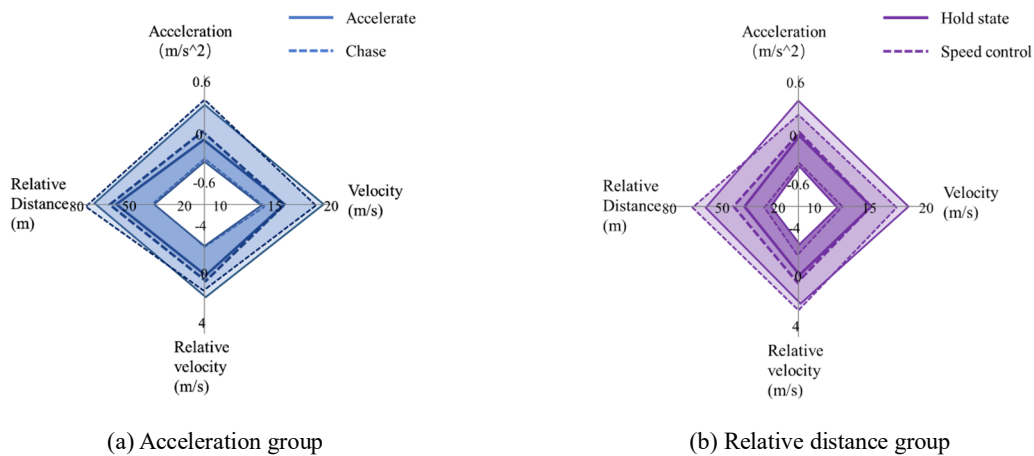 Accelerate
Chase
Acceleration
(m/s^2)
0.6
0
-0.6
Relative
Distance
(m)
80
50
20
10
15
20
Velocity
(m/s)
-4
0
4
Relative
velocity
(m/s)
(a) Acceleration group
Hold state
Speed control
Acceleration
(m/s^2)
0.6
0
-0.6
Relative
Distance
(m)
80
50
20
10
15
20
Velocity
(m/s)
-4
0
4
Relative
velocity
(m/s)
(b) Relative distance group